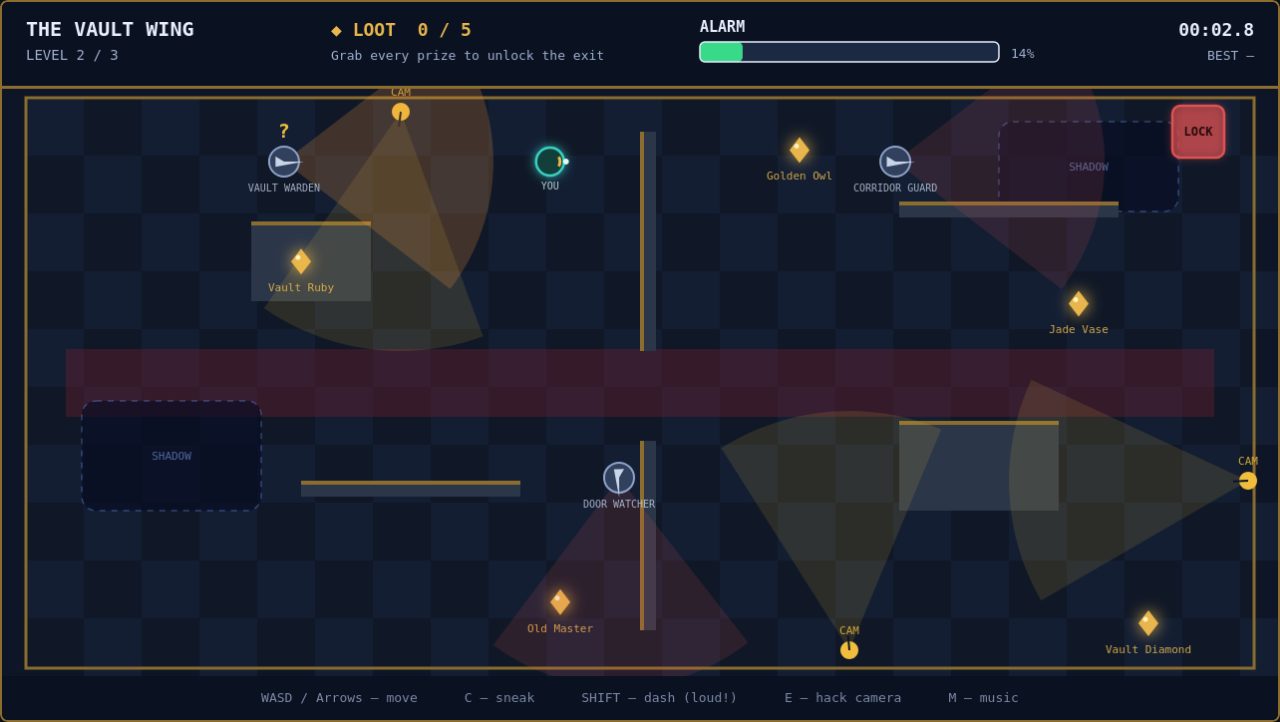 THE VAULT WING
LEVEL 2 / 3
◆ LOOT 0 / 5
Grab every prize to unlock the exit
ALARM
14%
00:02.8
BEST —
CAM
?
VAULT WARDEN
YOU
Golden Owl
CORRIDOR GUARD
SHADOW
LOCK
Vault Ruby
Jade Vase
SHADOW
DOOR WATCHER
CAM
Old Master
CAM
Vault Diamond
WASD / Arrows — move
C — sneak
SHIFT — dash (loud!)
E — hack camera
M — music